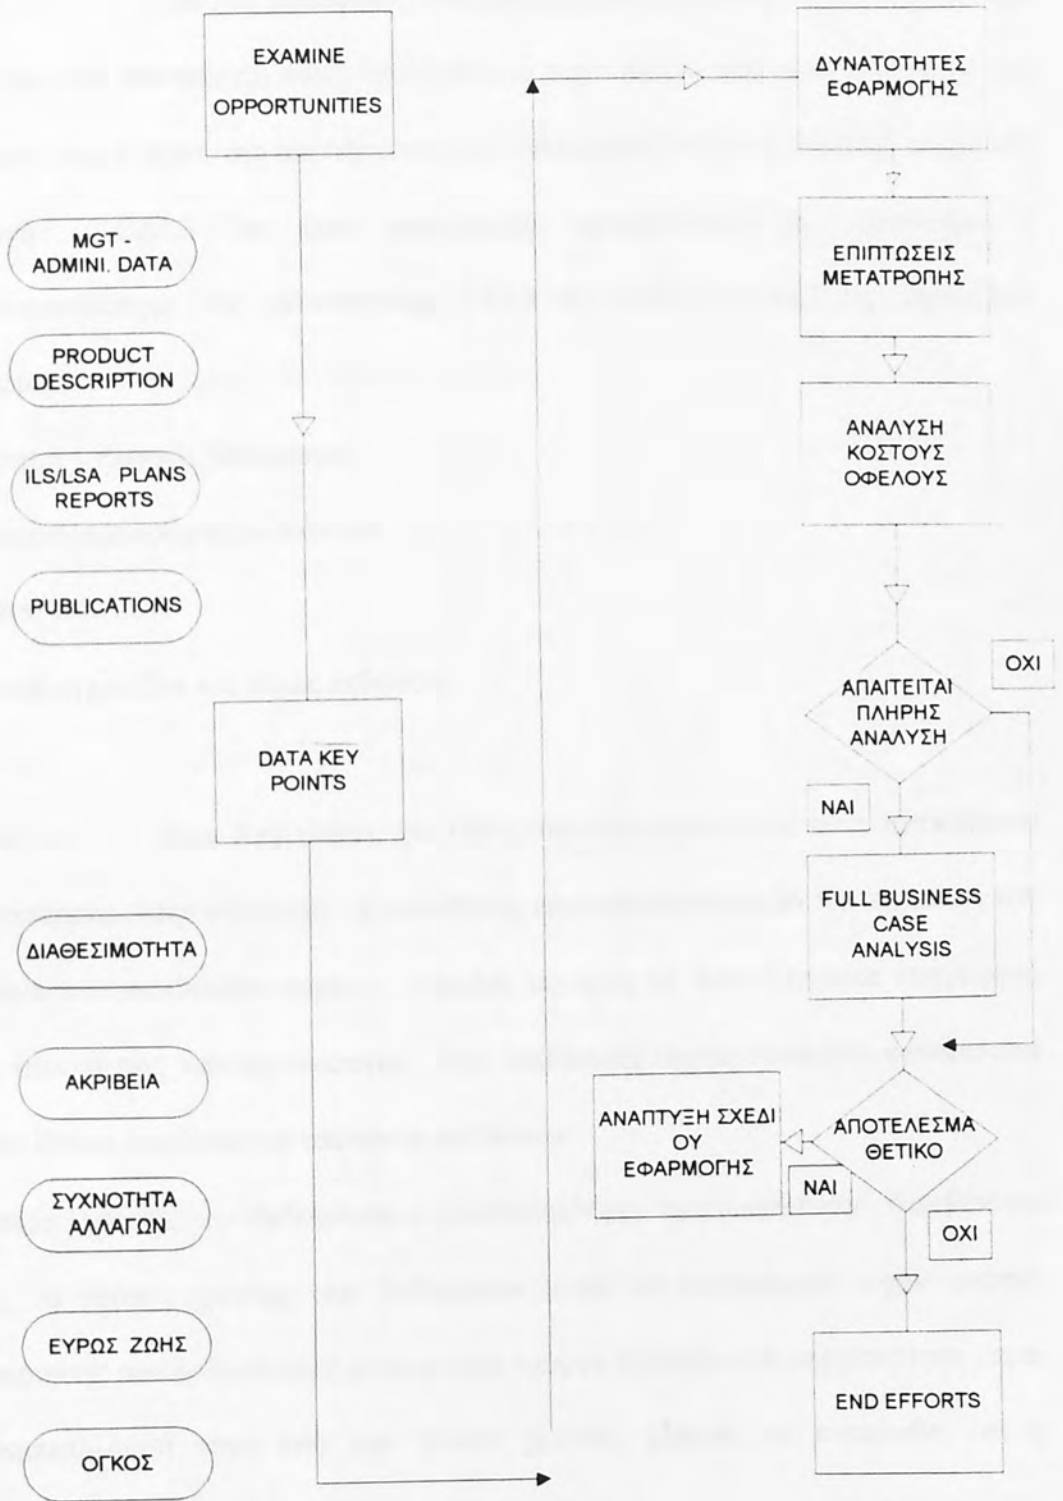 EXAMINE
OPPORTUNITIES
MGT -
ADMINI. DATA
PRODUCT
DESCRIPTION
ILS/LSA PLANS
REPORTS
PUBLICATIONS
DATA KEY
POINTS
ΔΙΑΘΕΣΙΜΟΤΗΤΑ
ΑΚΡΙΒΕΙΑ
ΣΥΧΝΟΤΗΤΑ
ΑΛΛΑΓΩΝ
ΕΥΡΩΣ ΖΩΗΣ
ΟΓΚΟΣ
ΔΥΝΑΤΟΤΗΤΕΣ
ΕΦΑΡΜΟΓΗΣ
ΕΠΙΠΤΩΣΕΙΣ
ΜΕΤΑΤΡΟΠΗΣ
ΑΝΑΛΥΣΗ
ΚΟΣΤΟΥΣ
ΟΦΕΛΟΥΣ
ΑΠΑΙΤΕΙΤΑΙ
ΠΛΗΡΗΣ
ΑΝΑΛΥΣΗ
ΟΧΙ
ΝΑΙ
FULL BUSINESS
CASE
ANALYSIS
ΑΠΟΤΕΛΕΣΜΑ
ΘΕΤΙΚΟ
ΝΑΙ
ΑΝΑΠΤΥΞΗ ΣΧΕΔΙ
ΟΥ
ΕΦΑΡΜΟΓΗΣ
ΟΧΙ
END EFFORTS